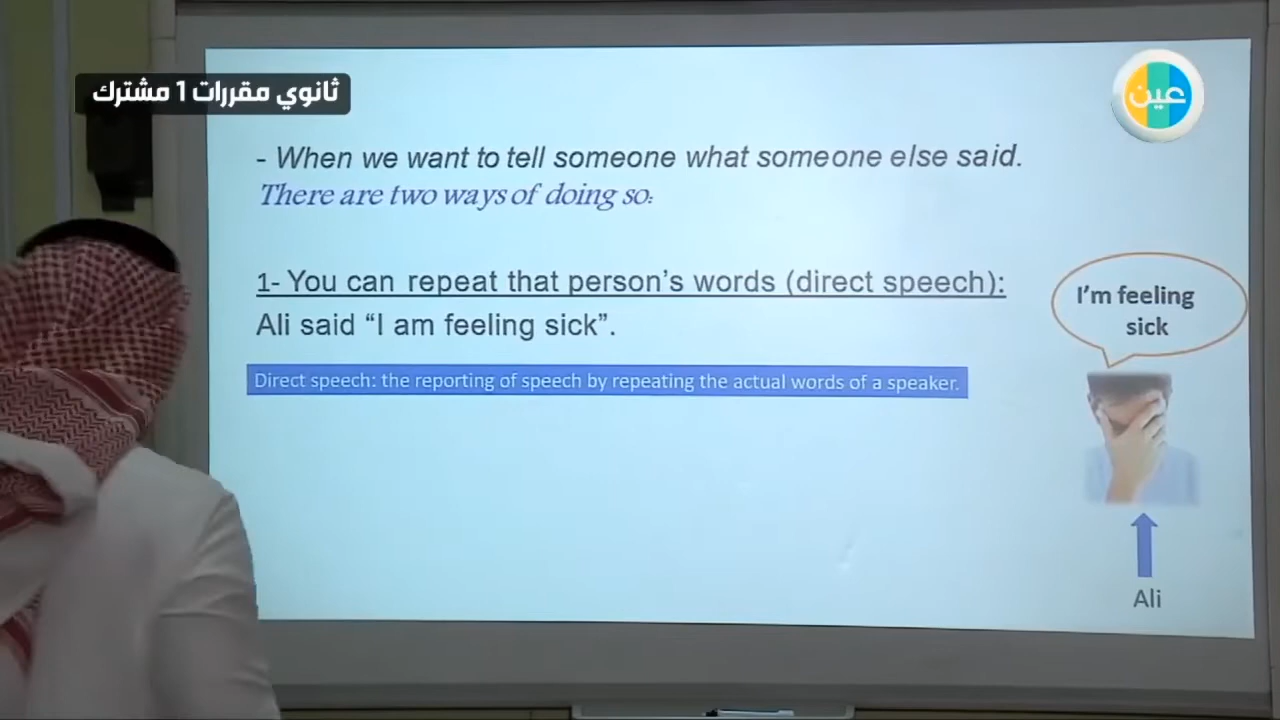 ثانوي مقررات 1 مشترك
عين
- When we want to tell someone what someone else said.
There are two ways of doing so:
1- You can repeat that person's words (direct speech):
Ali said “I am feeling sick”.
Direct speech: the reporting of speech by repeating the actual words of a speaker.
I'm feeling
sick
Ali